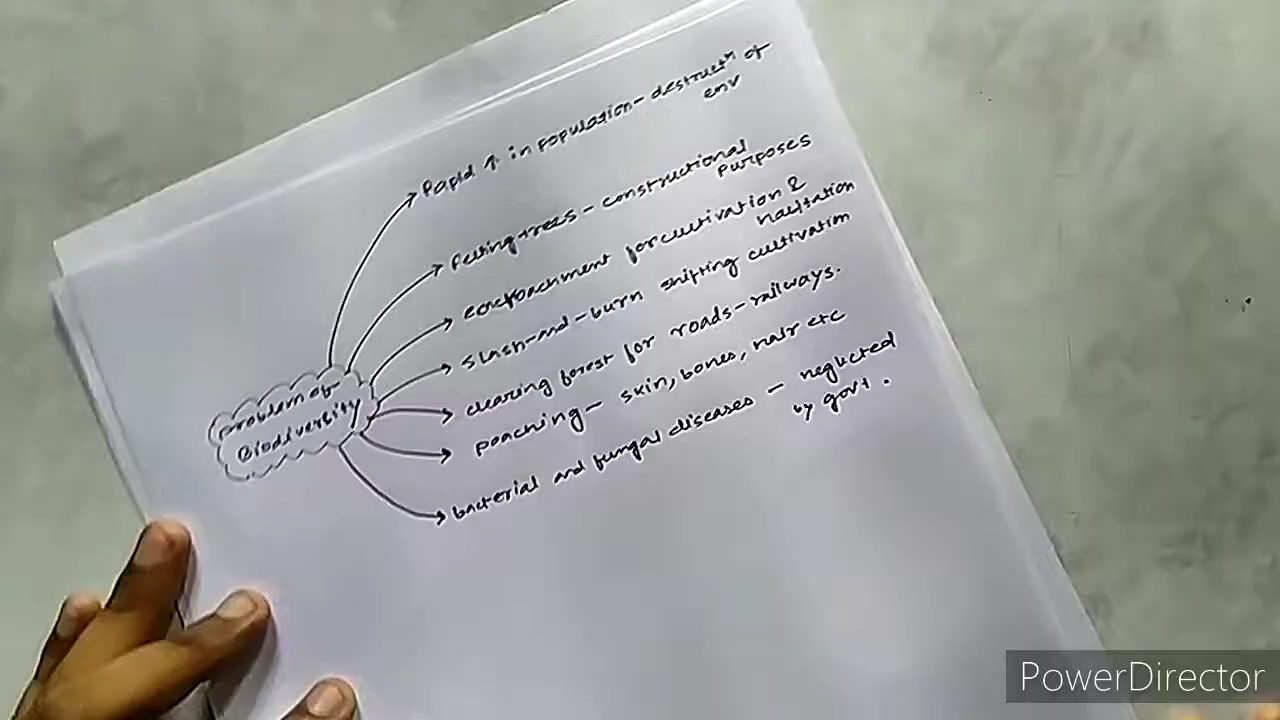 Rapid ↑ in population - destructⁿ of
env
felling trees - constructional
purposes
encroachment for cultivation &
habitation
slash-and-burn shifting cultivation
clearing forest for roads-railways.
poaching - skin, bones, hair etc
bacterial and fungal diseases - neglected
by govt.
problem of
Biodiversity
PowerDirector